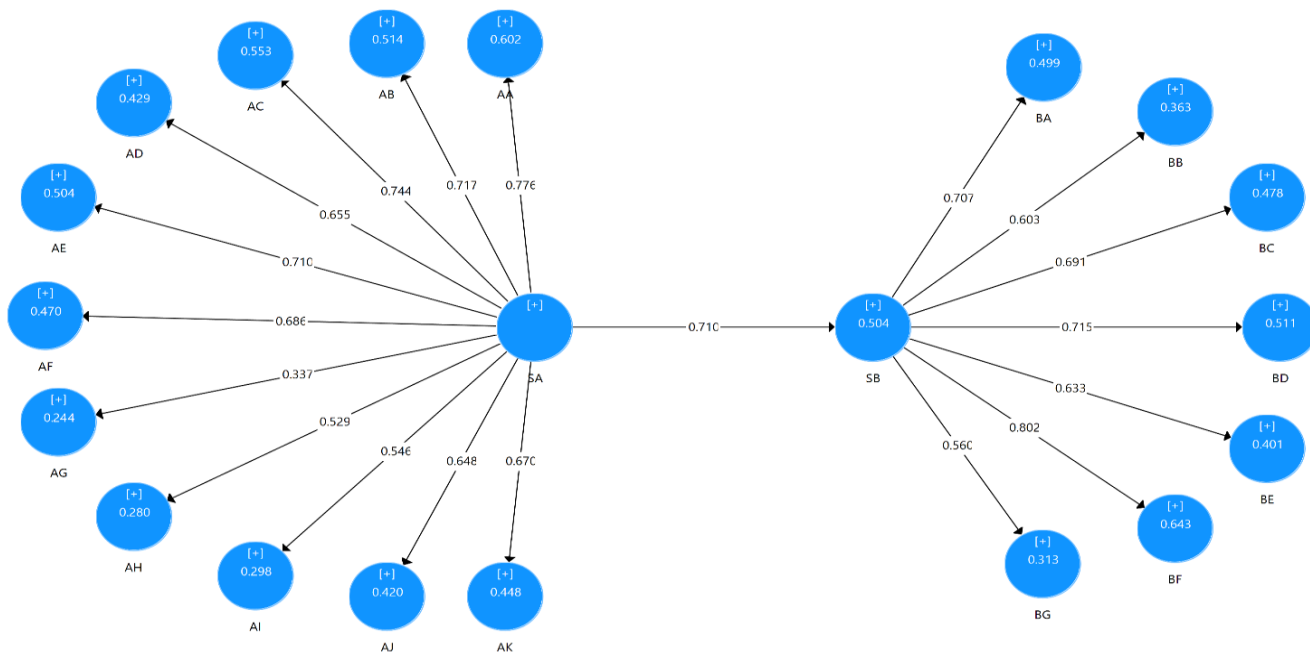 [+]
0.602
AA
[+]
0.514
AB
[+]
0.553
AC
[+]
0.429
AD
[+]
0.504
AE
[+]
0.470
AF
[+]
0.244
AG
[+]
0.280
AH
[+]
0.298
AI
[+]
0.420
AJ
[+]
0.448
AK
0.776
0.717
0.744
0.655
0.710
0.686
0.337
0.529
0.546
0.648
0.670
[+]
SA
0.710
[+]
0.504
SB
0.707
0.603
0.691
0.715
0.633
0.802
0.560
[+]
0.499
BA
[+]
0.363
BB
[+]
0.478
BC
[+]
0.511
BD
[+]
0.401
BE
[+]
0.643
BF
[+]
0.313
BG